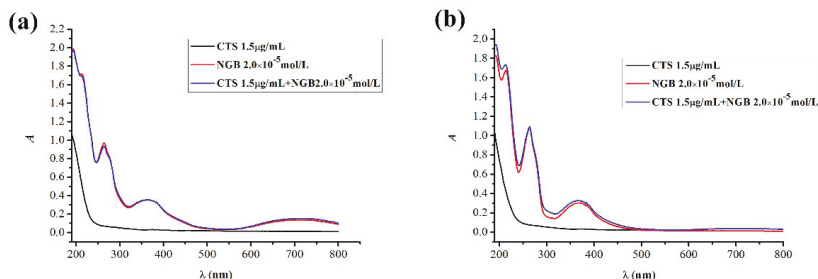 (a)
2.2
2.0
1.8
1.6
1.4
1.2
1.0
0.8
0.6
0.4
0.2
0.0
A
CTS 1.5μg/mL
NGB 2.0×10⁻⁵mol/L
CTS 1.5μg/mL+NGB2.0×10⁻⁵mol/L
200 300 400 500 600 700 800
λ (nm)
(b)
2.2
2.0
1.8
1.6
1.4
1.2
1.0
0.8
0.6
0.4
0.2
0.0
A
CTS 1.5μg/mL
NGB 2.0×10⁻⁵mol/L
CTS 1.5μg/mL+NGB 2.0×10⁻⁵mol/L
200 300 400 500 600 700 800
λ (nm)